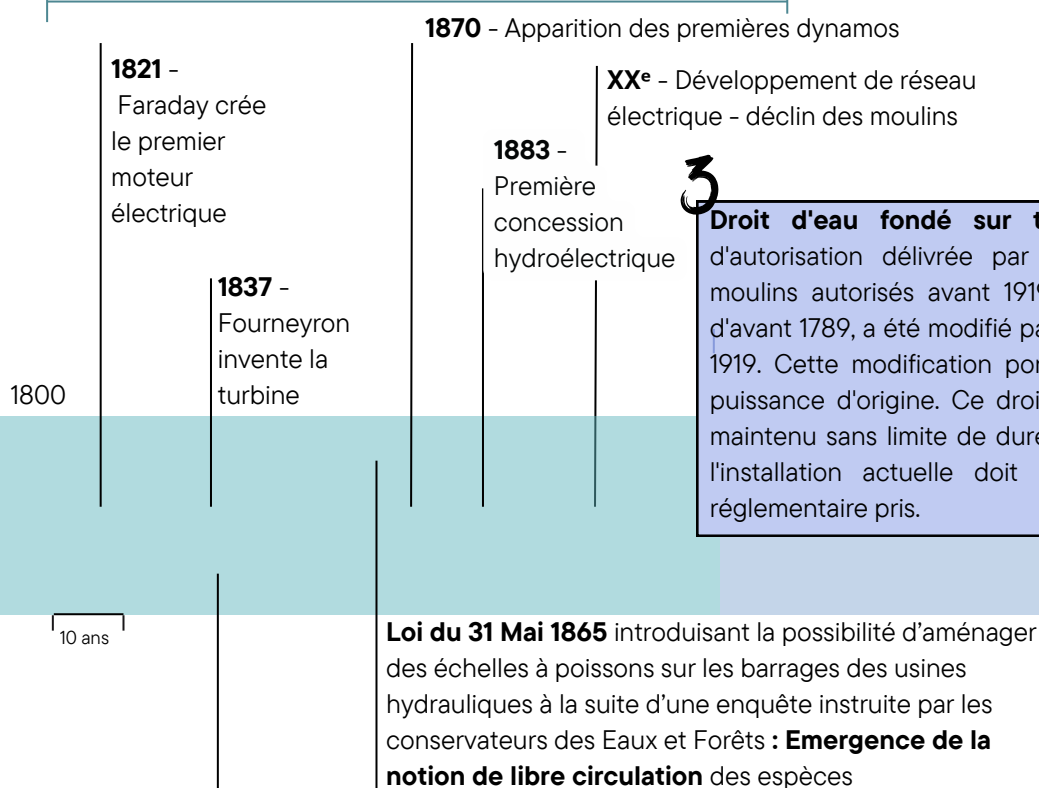 1870 - Apparition des premières dynamos
1821 -
Faraday crée
le premier
moteur
électrique
XXᵉ - Développement de réseau
électrique - déclin des moulins
1883 -
Première
concession
hydroélectrique
3
Droit d'eau fondé sur
d'autorisation délivrée par
moulins autorisés avant
d'avant 1789, a été modifié
1919. Cette modification
puissance d'origine. Ce
maintenu sans limite de
l'installation actuelle doit
réglementaire pris.
1837 -
Fourneyron
invente la
turbine
1800
10 ans
Loi du 31 Mai 1865 introduisant la possibilité d’aménager
des échelles à poissons sur les barrages des usines
hydrauliques à la suite d’une enquête instruite par les
conservateurs des Eaux et Forêts : Emergence de la
notion de libre circulation des espèces